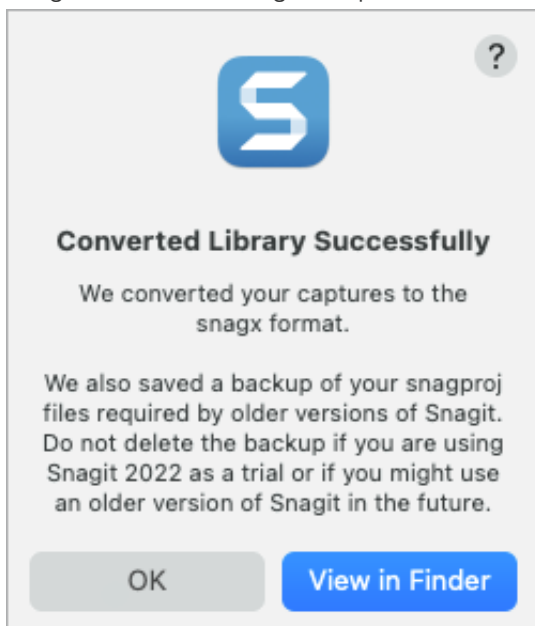 ?
S
Converted Library Successfully
We converted your captures to the
snagx format.
We also saved a backup of your snagproj
files required by older versions of Snagit.
Do not delete the backup if you are using
Snagit 2022 as a trial or if you might use
an older version of Snagit in the future.
OK
View in Finder